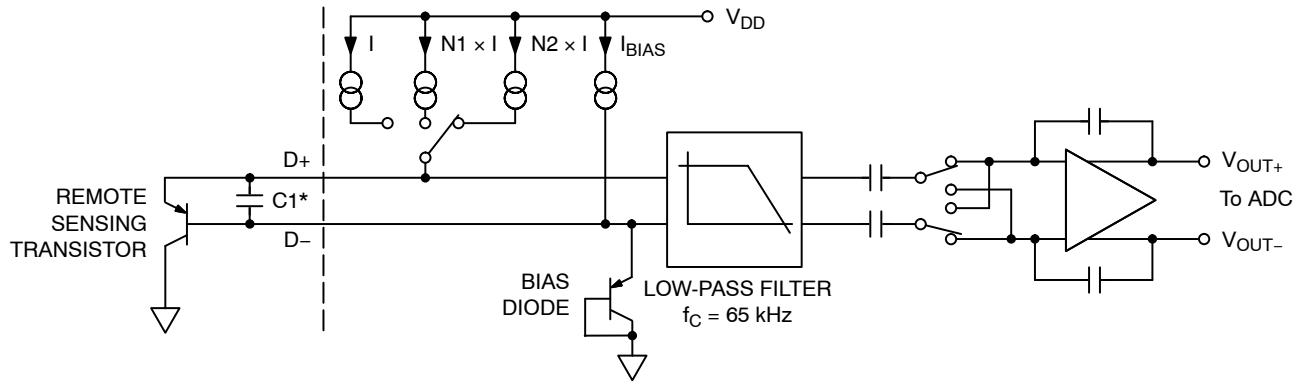 V_DD
I
N1 × I
N2 × I
I_BIAS
D+
C1*
D−
REMOTE
SENSING
TRANSISTOR
BIAS
DIODE
LOW-PASS FILTER
f_C = 65 kHz
V_OUT+
To ADC
V_OUT−